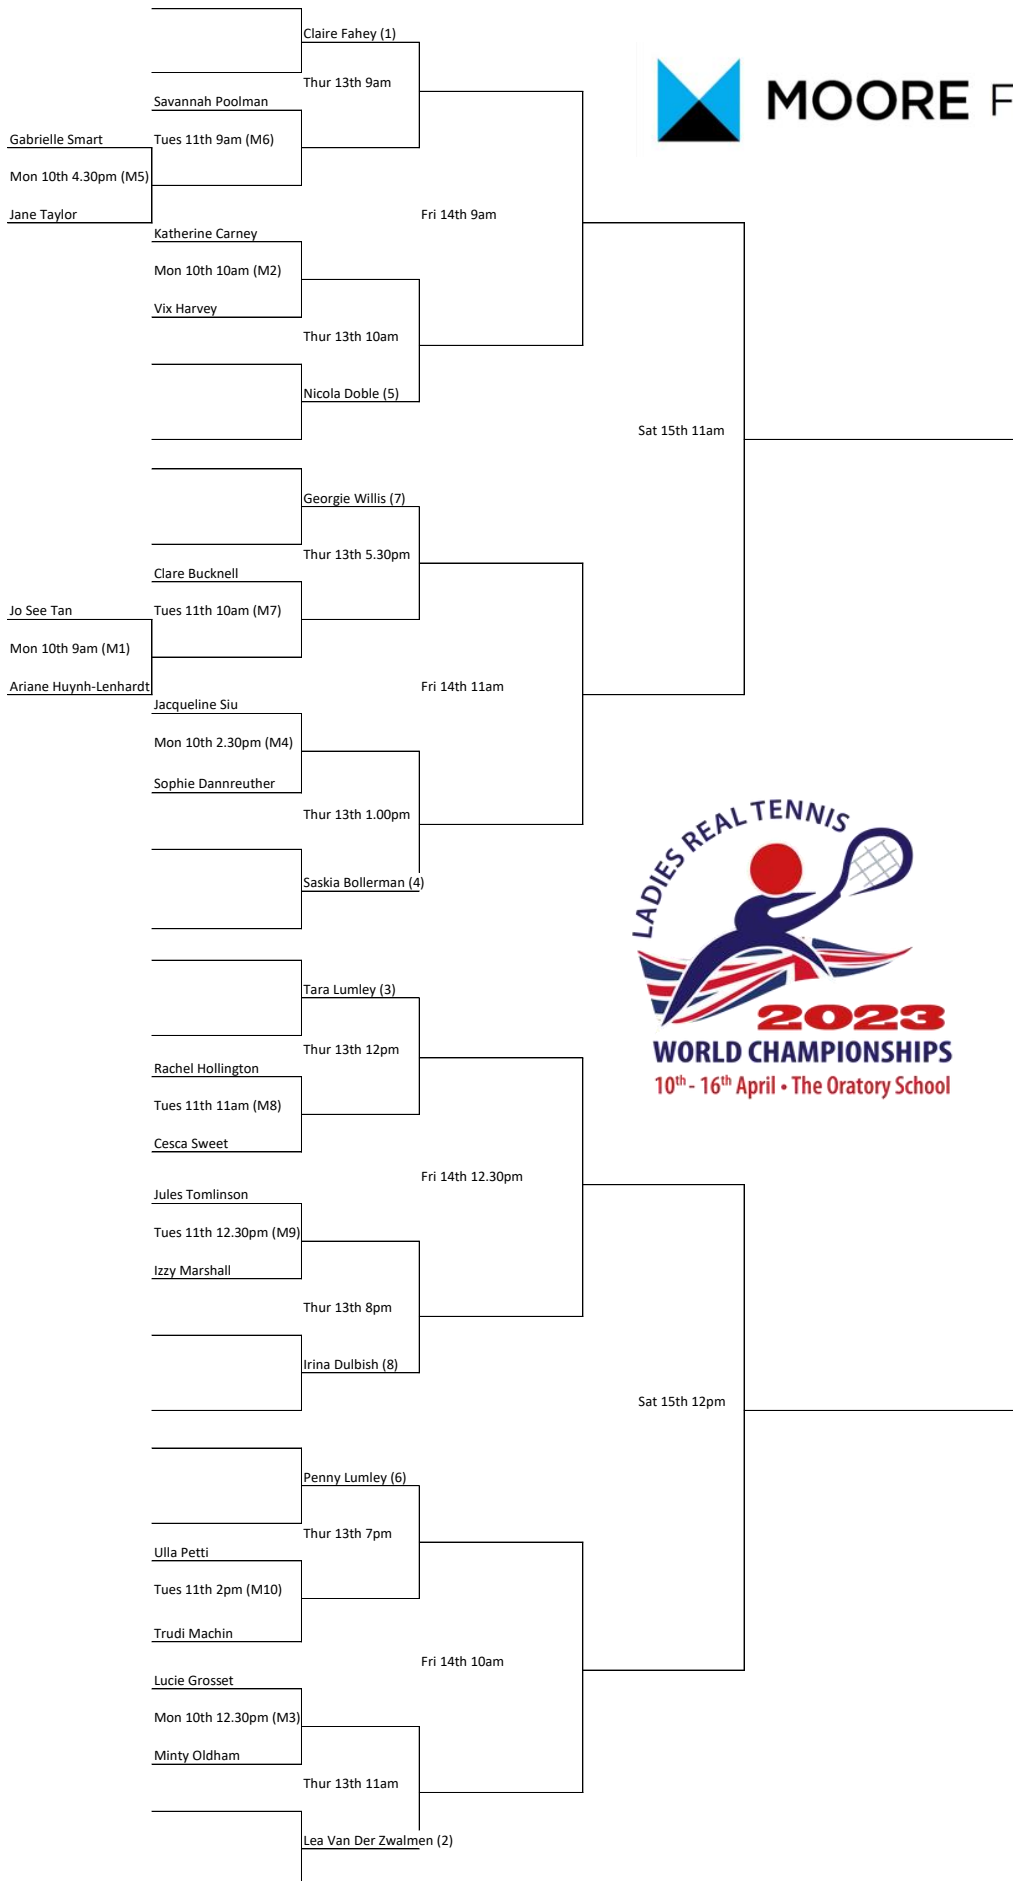 Claire Fahey (1)
Thur 13th 9am
MOORE F
Savannah Poolman
Gabrielle Smart
Tues 11th 9am (M6)
Mon 10th 4.30pm (M5)
Jane Taylor
Fri 14th 9am
Katherine Carney
Mon 10th 10am (M2)
Vix Harvey
Thur 13th 10am
Nicola Doble (5)
Sat 15th 11am
Georgie Willis (7)
Thur 13th 5.30pm
Clare Bucknell
Jo See Tan
Tues 11th 10am (M7)
Mon 10th 9am (M1)
Ariane Huynh-Lenhardt
Fri 14th 11am
Jacqueline Siu
Mon 10th 2.30pm (M4)
Sophie Dannreuther
Thur 13th 1.00pm
Saskia Bollerman (4)
LADIES REAL TENNIS
2023
WORLD CHAMPIONSHIPS
10th - 16th April • The Oratory School
Tara Lumley (3)
Thur 13th 12pm
Rachel Hollington
Tues 11th 11am (M8)
Cesca Sweet
Fri 14th 12.30pm
Jules Tomlinson
Tues 11th 12.30pm (M9)
Izzy Marshall
Thur 13th 8pm
Irina Dulbish (8)
Sat 15th 12pm
Penny Lumley (6)
Thur 13th 7pm
Ulla Petti
Tues 11th 2pm (M10)
Trudi Machin
Fri 14th 10am
Lucie Grosset
Mon 10th 12.30pm (M3)
Minty Oldham
Thur 13th 11am
Lea Van Der Zwalmen (2)